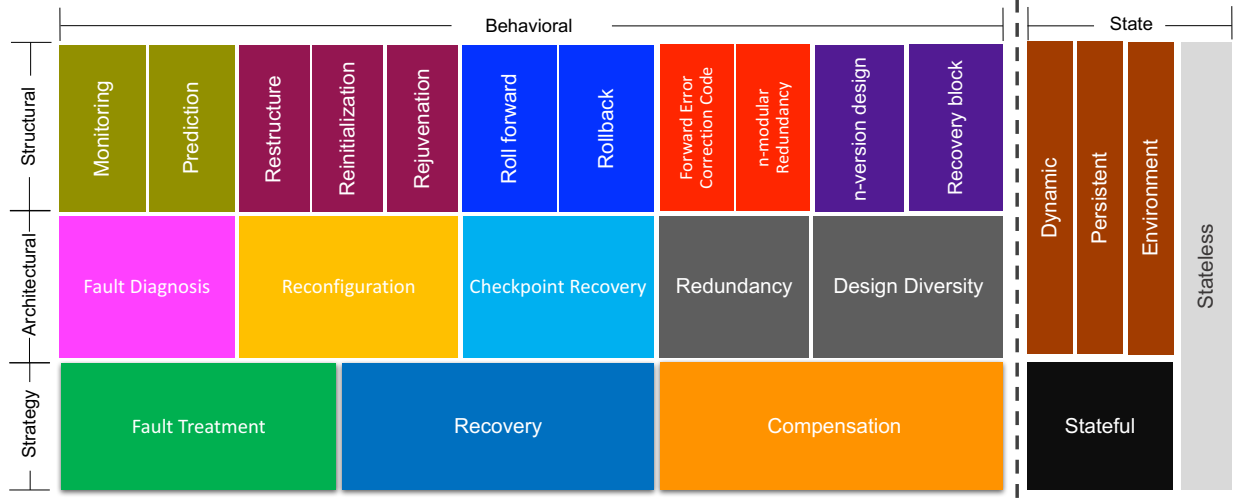 Behavioral
State
Structural
Monitoring
Prediction
Restructure
Reinitialization
Rejuvenation
Roll forward
Rollback
Forward Error
Correction Code
n-modular
Redundancy
n-version design
Recovery block
Dynamic
Persistent
Environment
Stateless
Architectural
Fault Diagnosis
Reconfiguration
Checkpoint Recovery
Redundancy
Design Diversity
Strategy
Fault Treatment
Recovery
Compensation
Stateful